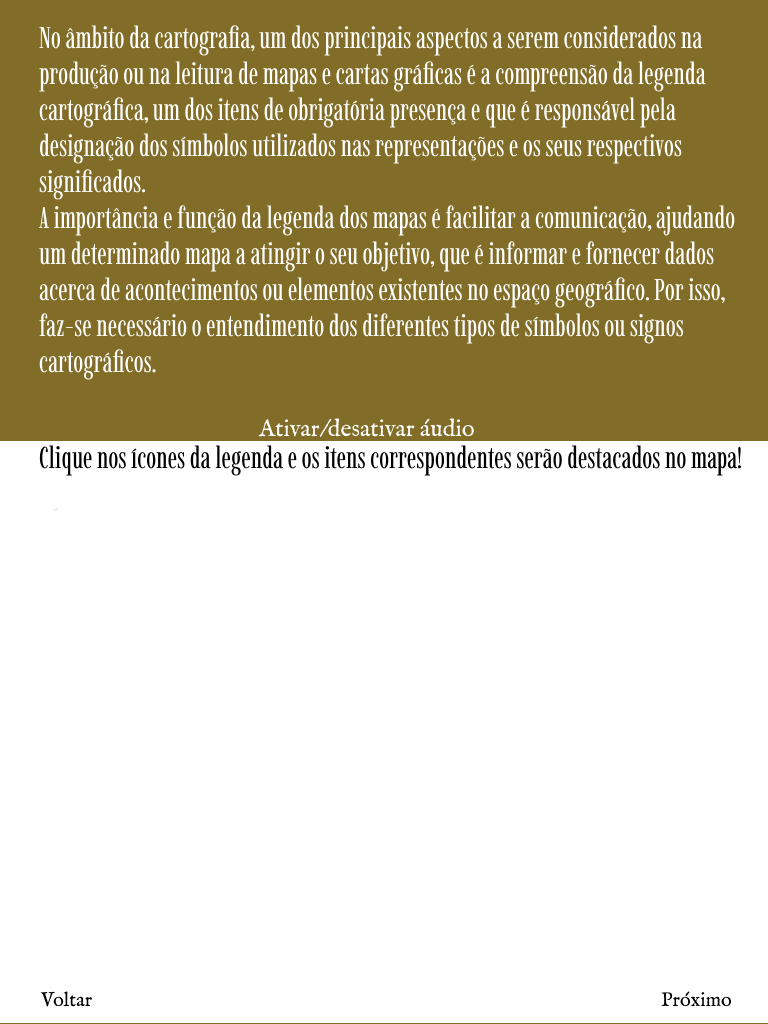 No âmbito da cartografia, um dos principais aspectos a serem considerados na
produção ou na leitura de mapas e cartas gráficas é a compreensão da legenda
cartográfica, um dos itens de obrigatória presença e que é responsável pela
designação dos símbolos utilizados nas representações e os seus respectivos
significados.
A importância e função da legenda dos mapas é facilitar a comunicação, ajudando
um determinado mapa a atingir o seu objetivo, que é informar e fornecer dados
acerca de acontecimentos ou elementos existentes no espaço geográfico. Por isso,
faz-se necessário o entendimento dos diferentes tipos de símbolos ou signos
cartográficos.
Ativar/desativar áudio
Clique nos ícones da legenda e os itens correspondentes serão destacados no mapa!
Voltar
Próximo